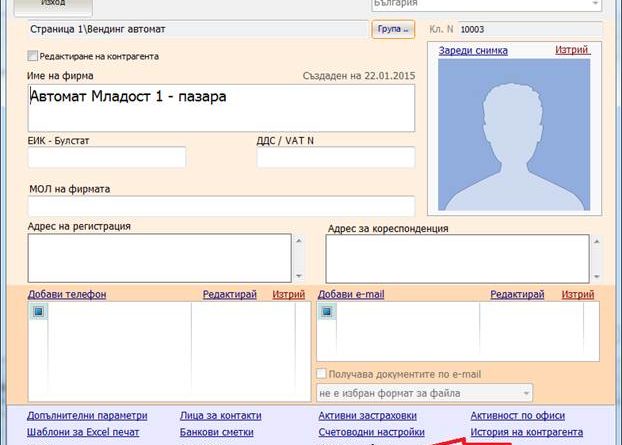 Изход
България
Страница 1\Вендинг автомат
Група ..
Кл. N 10003
Редактиране на контрагента
Зареди снимка
Изтрий
Име на фирма
Създаден на 22.01.2015
Автомат Младост 1 - пазара
ЕИК - Булстат
ДДС / VAT N
МОЛ на фирмата
Адрес на регистрация
Адрес за кореспонденция
Добави телефон
Редактирай
Изтрий
Добави e-mail
Редактирай
Изтрий
Получава документите по e-mail
не е избран формат за файла
Допълнителни параметри
Лица за контакти
Активни застраховки
Активност по офиси
Шаблони за Excel печат
Банкови сметки
Счетоводни настройки
История на контрагента